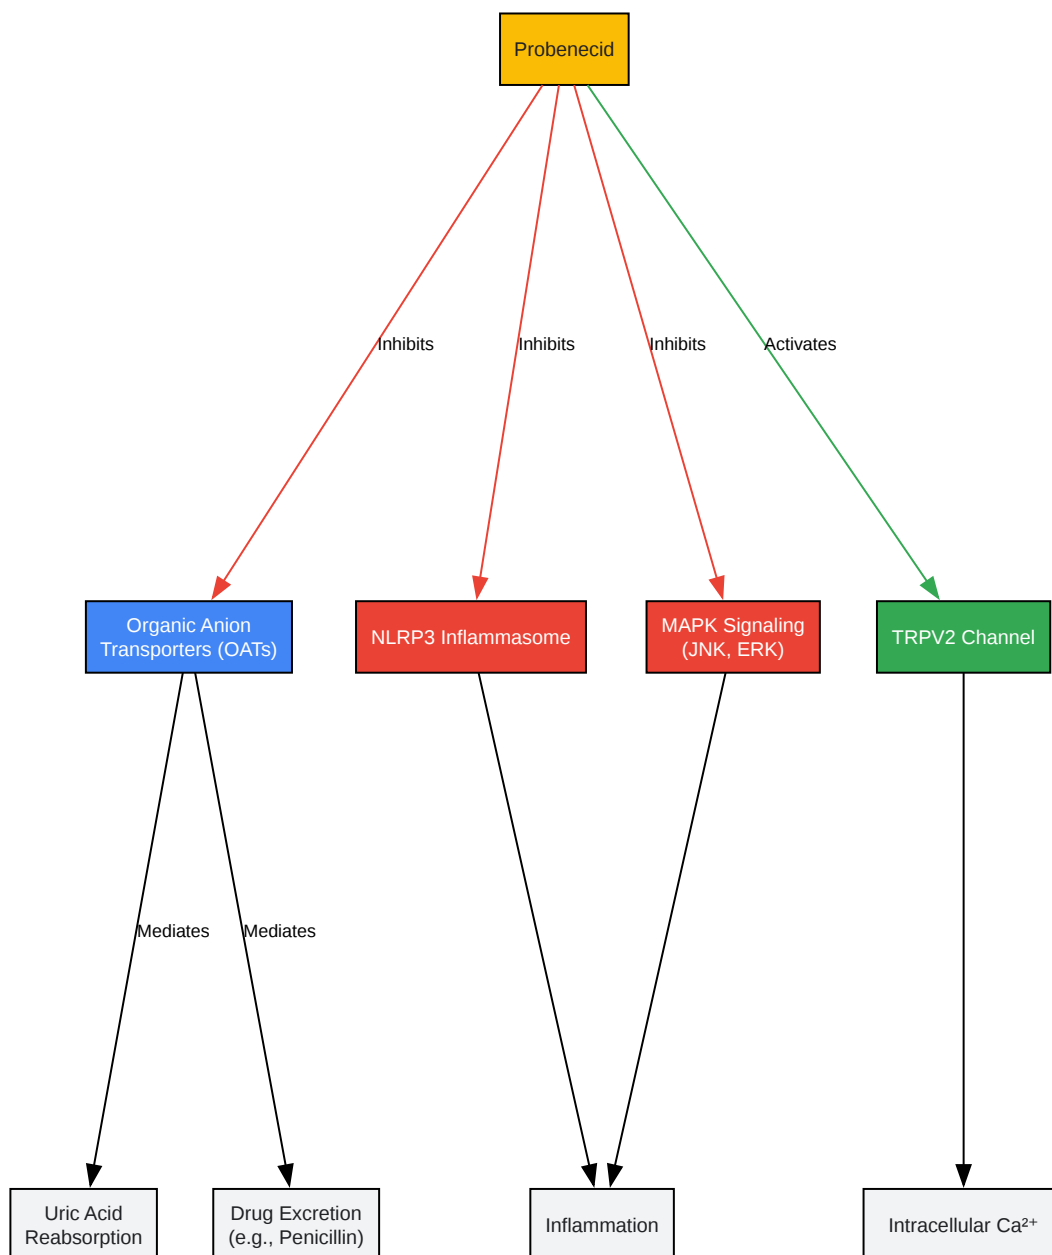 Probenecid
Inhibits
Inhibits
Inhibits
Activates
Organic Anion
Transporters (OATs)
NLRP3 Inflammasome
MAPK Signaling
(JNK, ERK)
TRPV2 Channel
Mediates
Mediates
Uric Acid
Reabsorption
Drug Excretion
(e.g., Penicillin)
Inflammation
Intracellular Ca²⁺